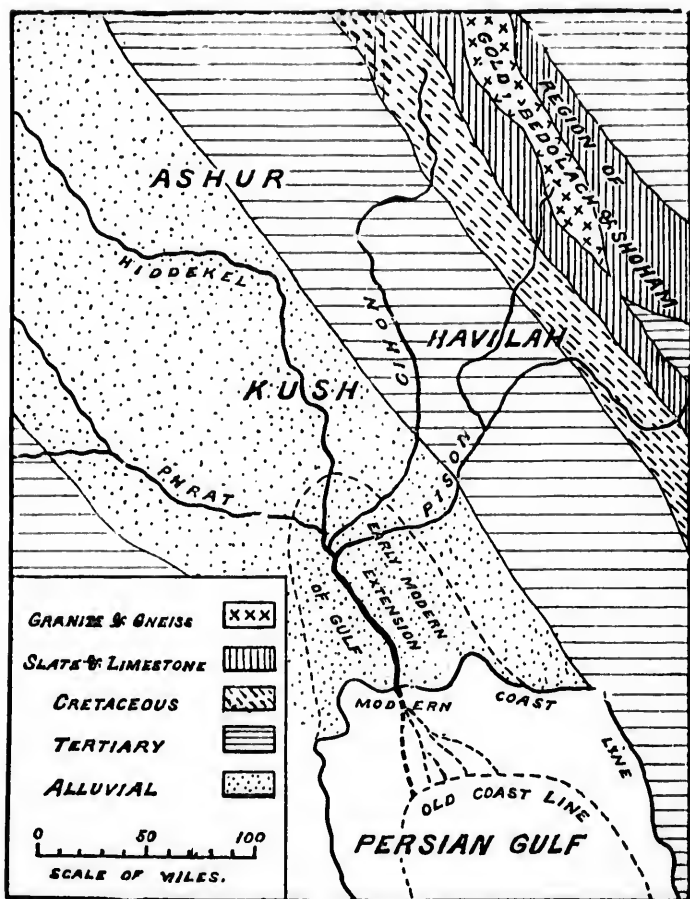 REGION OF
GOLD, BEDOLACH & SHOHAM
ASHUR
HIDDEKEL
NOHIO
HAVILAH
KUSH
PISON
PHRAT
EARLY MODERN
EXTENSION
OF GULF
MODERN COAST LINE
OLD COAST LINE
PERSIAN GULF
GRANITE & GNEISS
SLATE & LIMESTONE
CRETACEOUS
TERTIARY
ALLUVIAL
0 50 100
SCALE OF MILES.